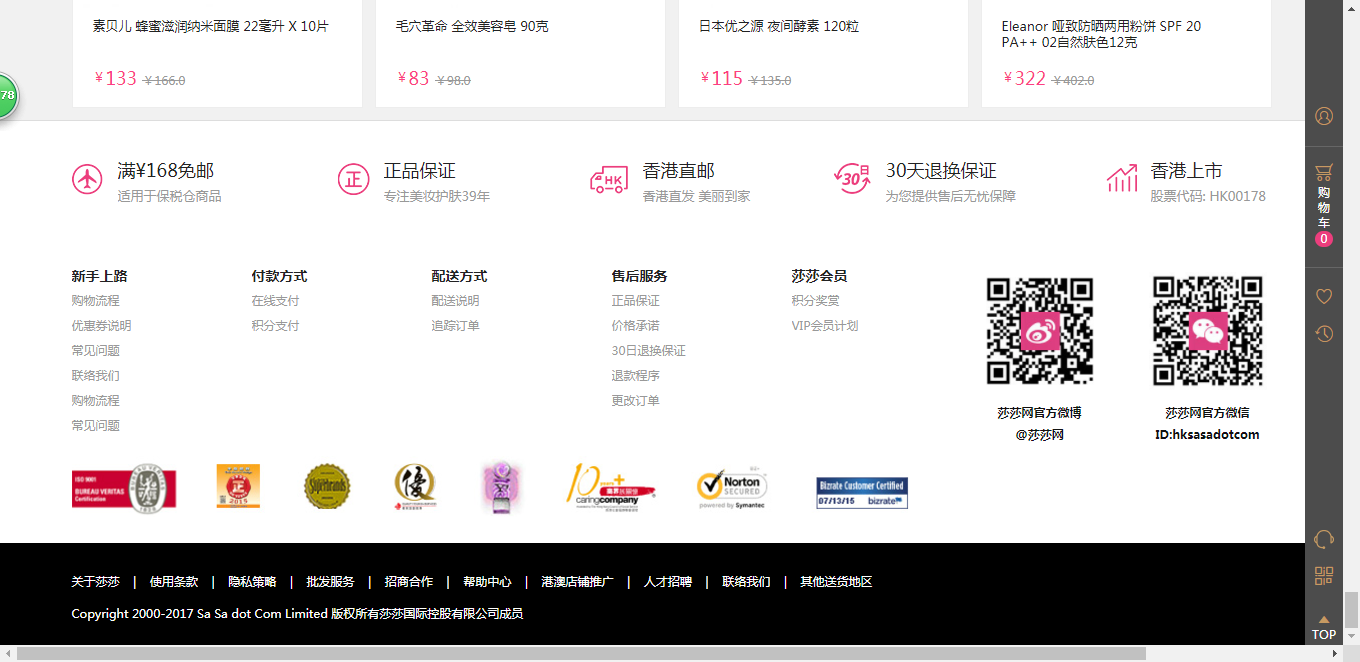 素贝儿 蜂蜜滋润纳米面膜 22毫升 X 10片
¥133 ¥166.0
毛穴革命 全效美容皂 90克
¥83 ¥98.0
日本优之源 夜间酵素 120粒
¥115 ¥135.0
Eleanor 哑致防晒两用粉饼 SPF 20
PA++ 02自然肤色12克
¥322 ¥402.0
78
满¥168免邮
适用于保税仓商品
正
正品保证
专注美妆护肤39年
HK
香港直邮
香港直发 美丽到家
30日
30天退换保证
为您提供售后无忧保障
香港上市
股票代码: HK00178
购物车
0
新手上路
购物流程
优惠券说明
常见问题
联络我们
购物流程
常见问题
付款方式
在线支付
积分支付
配送方式
配送说明
追踪订单
售后服务
正品保证
价格承诺
30日退换保证
退款程序
更改订单
莎莎会员
积分奖赏
VIP会员计划
莎莎网官方微博
@莎莎网
莎莎网官方微信
ID:hksasadotcom
ISO 9001
BUREAU VERITAS
Certification
正
2015
Superbrands
優
10 years+
caringcompany
Norton
SECURED
powered by Symantec
Bizrate Customer Certified
07/13/15 bizrate
关于莎莎 | 使用条款 | 隐私策略 | 批发服务 | 招商合作 | 帮助中心 | 港澳店铺推广 | 人才招聘 | 联络我们 | 其他送货地区
Copyright 2000-2017 Sa Sa dot Com Limited 版权所有莎莎国际控股有限公司成员
TOP